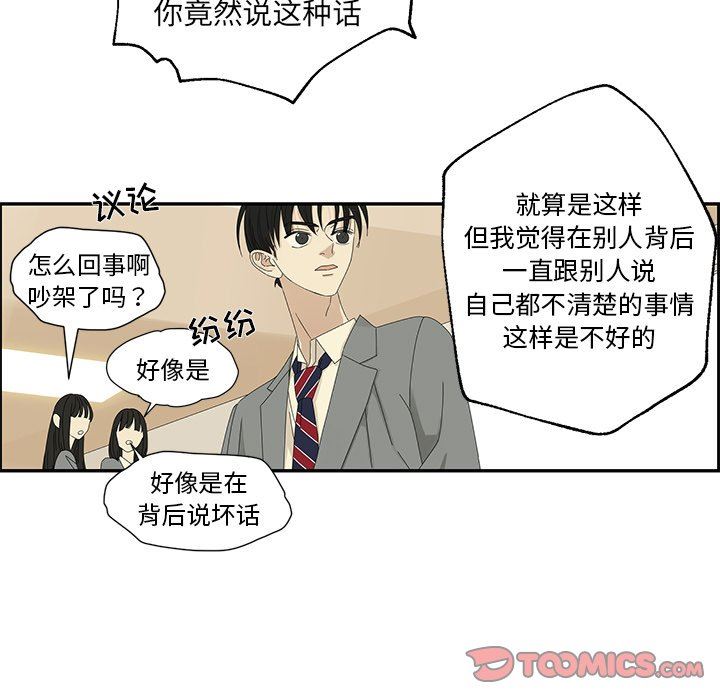 你竟然说这种话
就算是这样
但我觉得在别人背后
一直跟别人说
自己都不清楚的事情
这样是不好的
议论
怎么回事啊
吵架了吗？
纷纷
好像是
好像是在
背后说坏话
TOOMICS.COM